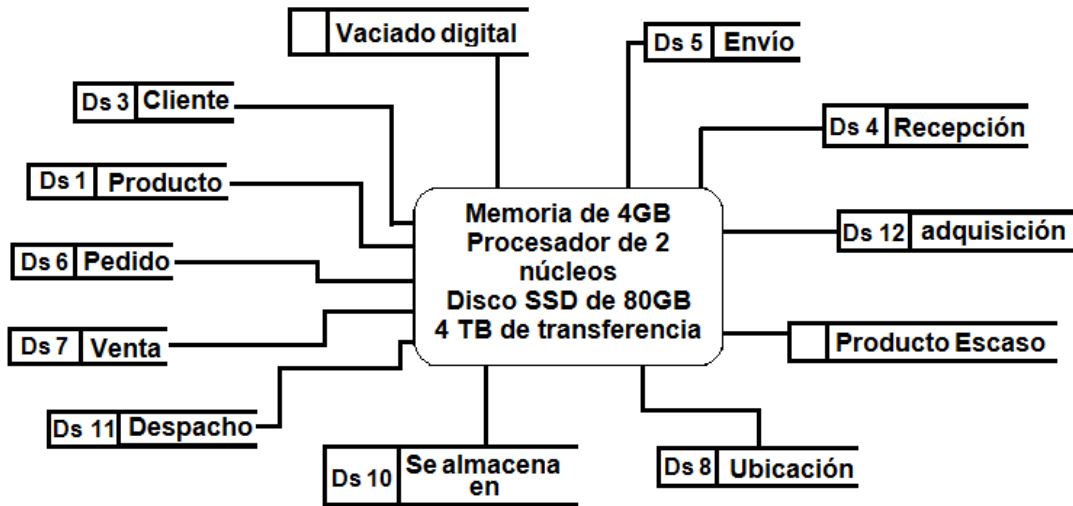 Vaciado digital
Ds 5 Envío
Ds 3 Cliente
Ds 4 Recepción
Ds 1 Producto
Memoria de 4GB
Procesador de 2
núcleos
Disco SSD de 80GB
4 TB de transferencia
Ds 12 adquisición
Ds 6 Pedido
Ds 7 Venta
Producto Escaso
Ds 11 Despacho
Ds 10 Se almacena
en
Ds 8 Ubicación